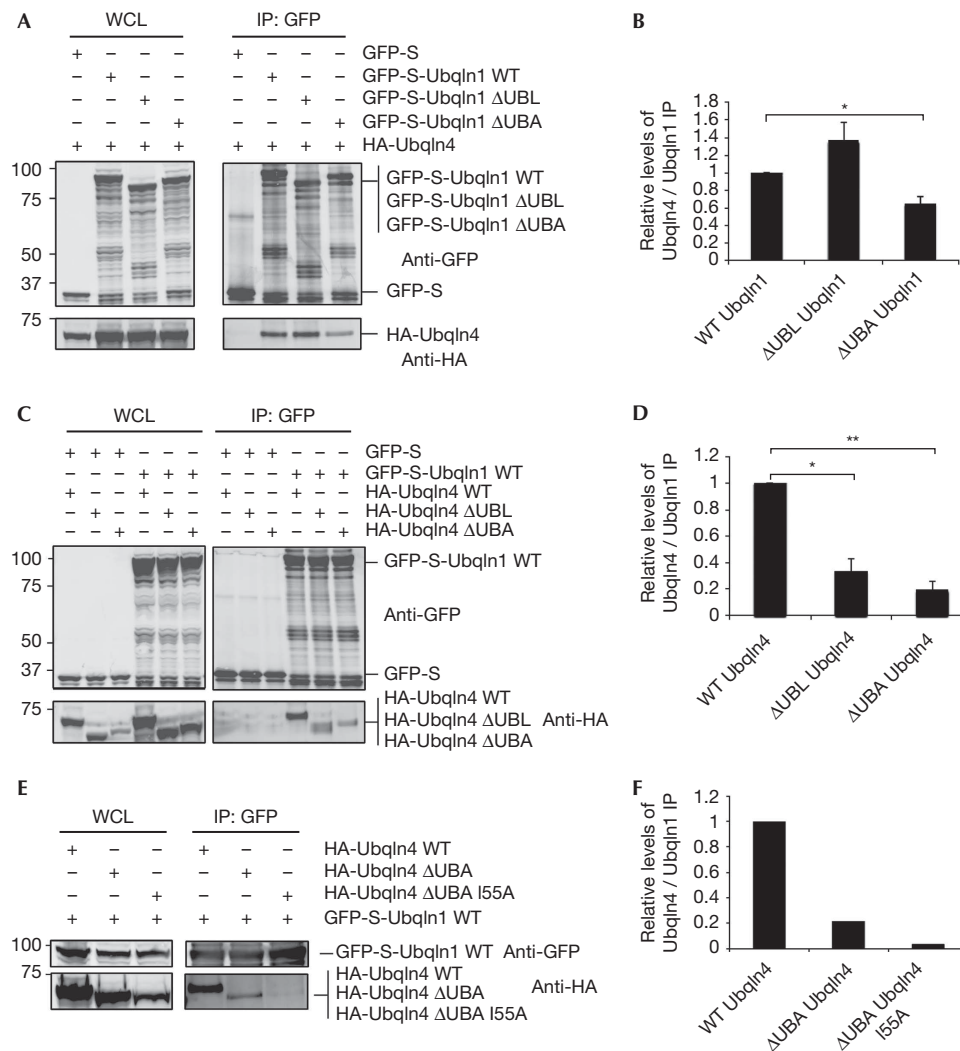 A
WCL IP: GFP
+ – – – + – – – GFP-S
– + – – – + – – GFP-S-Ubqln1 WT
– – + – – – + – GFP-S-Ubqln1 ΔUBL
– – – + – – – + GFP-S-Ubqln1 ΔUBA
+ + + + + + + + HA-Ubqln4
100
75
50
37
75
GFP-S-Ubqln1 WT
GFP-S-Ubqln1 ΔUBL
GFP-S-Ubqln1 ΔUBA
Anti-GFP
GFP-S
HA-Ubqln4
Anti-HA
B
Relative levels of
Ubqln4 / Ubqln1 IP
1.8
1.6
1.4
1.2
1.0
0.8
0.6
0.4
0.2
0
*
WT Ubqln1
ΔUBL Ubqln1
ΔUBA Ubqln1
C
WCL IP: GFP
+ + + – – – + + + – – – GFP-S
– – – + + + – – – + + + GFP-S-Ubqln1 WT
+ – – + – – + – – + – – HA-Ubqln4 WT
– + – – + – – + – – + – HA-Ubqln4 ΔUBL
– – + – – + – – + – – + HA-Ubqln4 ΔUBA
100
75
50
37
75
GFP-S-Ubqln1 WT
Anti-GFP
GFP-S
HA-Ubqln4 WT
HA-Ubqln4 ΔUBL Anti-HA
HA-Ubqln4 ΔUBA
D
Relative levels of
Ubqln4 / Ubqln1 IP
1.2
1
0.8
0.6
0.4
0.2
0
**
*
WT Ubqln4
ΔUBL Ubqln4
ΔUBA Ubqln4
E
WCL IP: GFP
+ – – + – – HA-Ubqln4 WT
– + – – + – HA-Ubqln4 ΔUBA
– – + – – + HA-Ubqln4 ΔUBA I55A
+ + + + + + GFP-S-Ubqln1 WT
100
75
GFP-S-Ubqln1 WT Anti-GFP
HA-Ubqln4 WT
HA-Ubqln4 ΔUBA Anti-HA
HA-Ubqln4 ΔUBA I55A
F
Relative levels of
Ubqln4 / Ubqln1 IP
1.2
1
0.8
0.6
0.4
0.2
0
WT Ubqln4
ΔUBA Ubqln4
ΔUBA Ubqln4
I55A